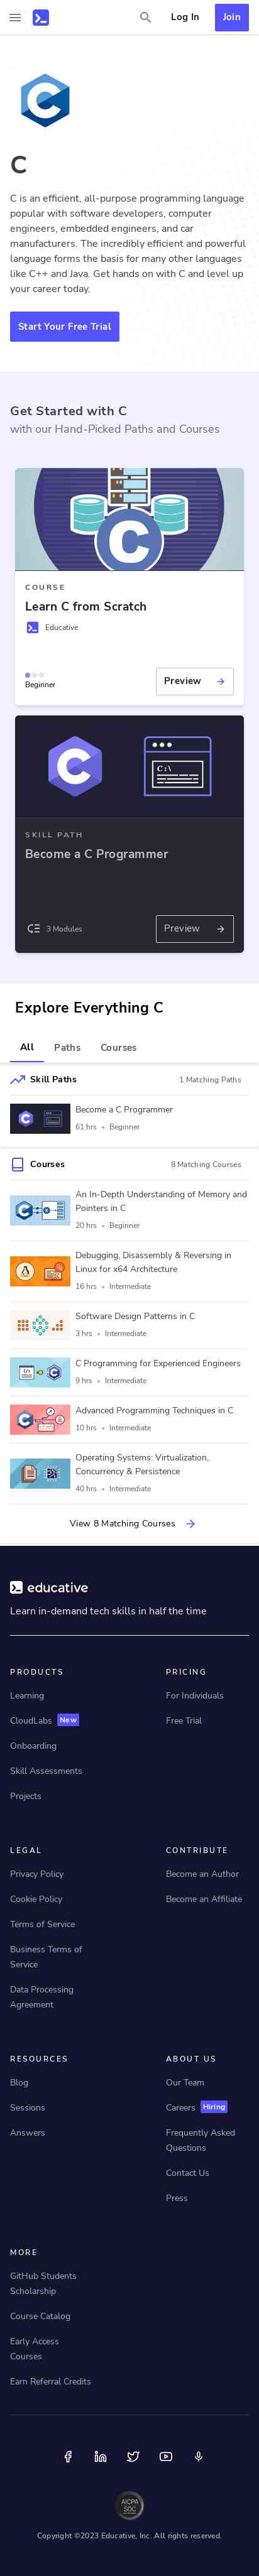 Log In
Join
C
C
C is an efficient, all-purpose programming language
popular with software developers, computer
engineers, embedded engineers, and car
manufacturers. The incredibly efficient and powerful
language forms the basis for many other languages
like C++ and Java. Get hands on with C and level up
your career today.
Start Your Free Trial
Get Started with C
with our Hand-Picked Paths and Courses
C
COURSE
Learn C from Scratch
Educative
Beginner
Preview
C
C:\
SKILL PATH
Become a C Programmer
3 Modules
Preview
Explore Everything C
All
Paths
Courses
Skill Paths
1 Matching Paths
Become a C Programmer
61 hrs • Beginner
Courses
8 Matching Courses
An In-Depth Understanding of Memory and
Pointers in C
20 hrs • Beginner
Debugging, Disassembly & Reversing in
Linux for x64 Architecture
16 hrs • Intermediate
Software Design Patterns in C
3 hrs • Intermediate
C Programming for Experienced Engineers
9 hrs • Intermediate
Advanced Programming Techniques in C
10 hrs • Intermediate
Operating Systems: Virtualization,
Concurrency & Persistence
40 hrs • Intermediate
View 8 Matching Courses
educative
Learn in-demand tech skills in half the time
PRODUCTS
Learning
CloudLabs New
Onboarding
Skill Assessments
Projects
PRICING
For Individuals
Free Trial
LEGAL
Privacy Policy
Cookie Policy
Terms of Service
Business Terms of
Service
Data Processing
Agreement
CONTRIBUTE
Become an Author
Become an Affiliate
RESOURCES
Blog
Sessions
Answers
ABOUT US
Our Team
Careers Hiring
Frequently Asked
Questions
Contact Us
Press
MORE
GitHub Students
Scholarship
Course Catalog
Early Access
Courses
Earn Referral Credits
AICPA
SOC
Copyright ©2023 Educative, Inc. All rights reserved.